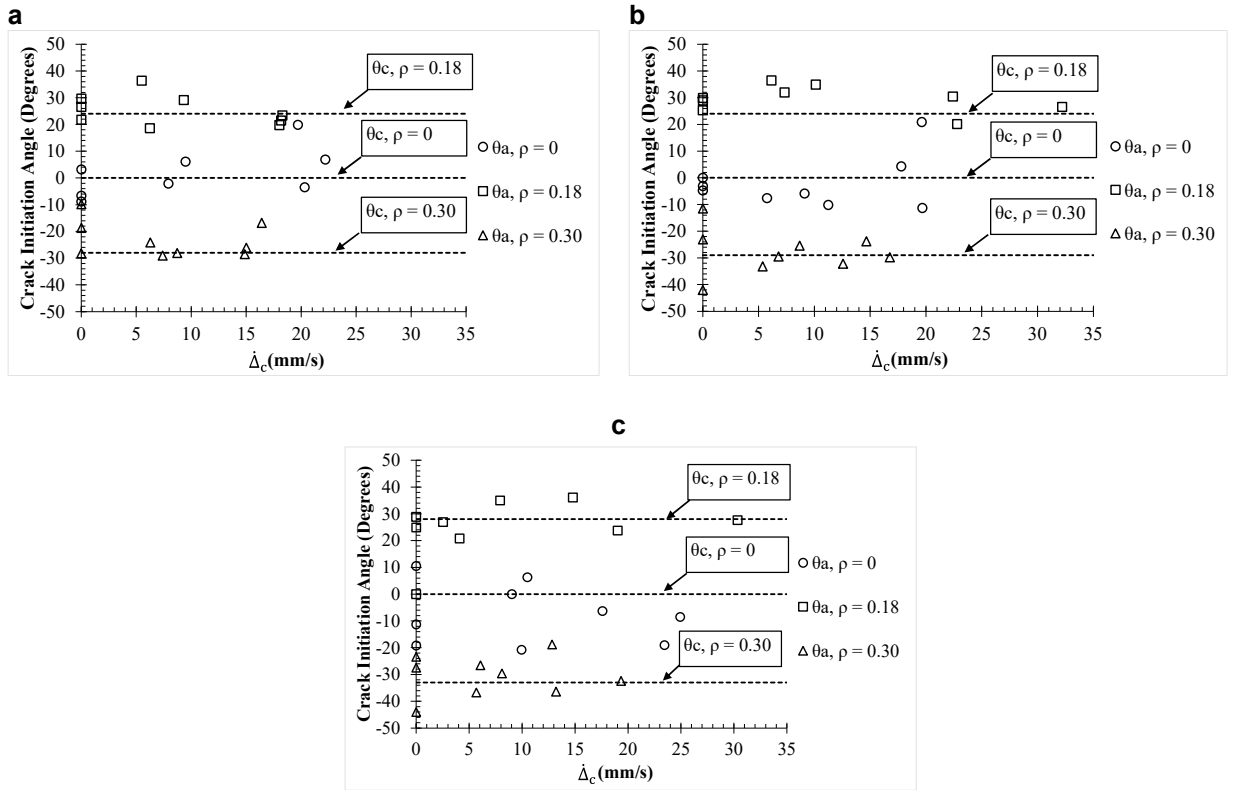 a
Crack Initiation Angle (Degrees)
50
40
30
20
10
0
-10
-20
-30
-40
-50
0 5 10 15 20 25 30 35
Δ̇c(mm/s)
θc, ρ = 0.18
θc, ρ = 0
θc, ρ = 0.30
θa, ρ = 0
θa, ρ = 0.18
θa, ρ = 0.30
b
Crack Initiation Angle (Degrees)
50
40
30
20
10
0
-10
-20
-30
-40
-50
0 5 10 15 20 25 30 35
Δ̇c(mm/s)
θc, ρ = 0.18
θc, ρ = 0
θc, ρ = 0.30
θa, ρ = 0
θa, ρ = 0.18
θa, ρ = 0.30
c
Crack Initiation Angle (Degrees)
50
40
30
20
10
0
-10
-20
-30
-40
-50
0 5 10 15 20 25 30 35
Δ̇c(mm/s)
θc, ρ = 0.18
θc, ρ = 0
θc, ρ = 0.30
θa, ρ = 0
θa, ρ = 0.18
θa, ρ = 0.30